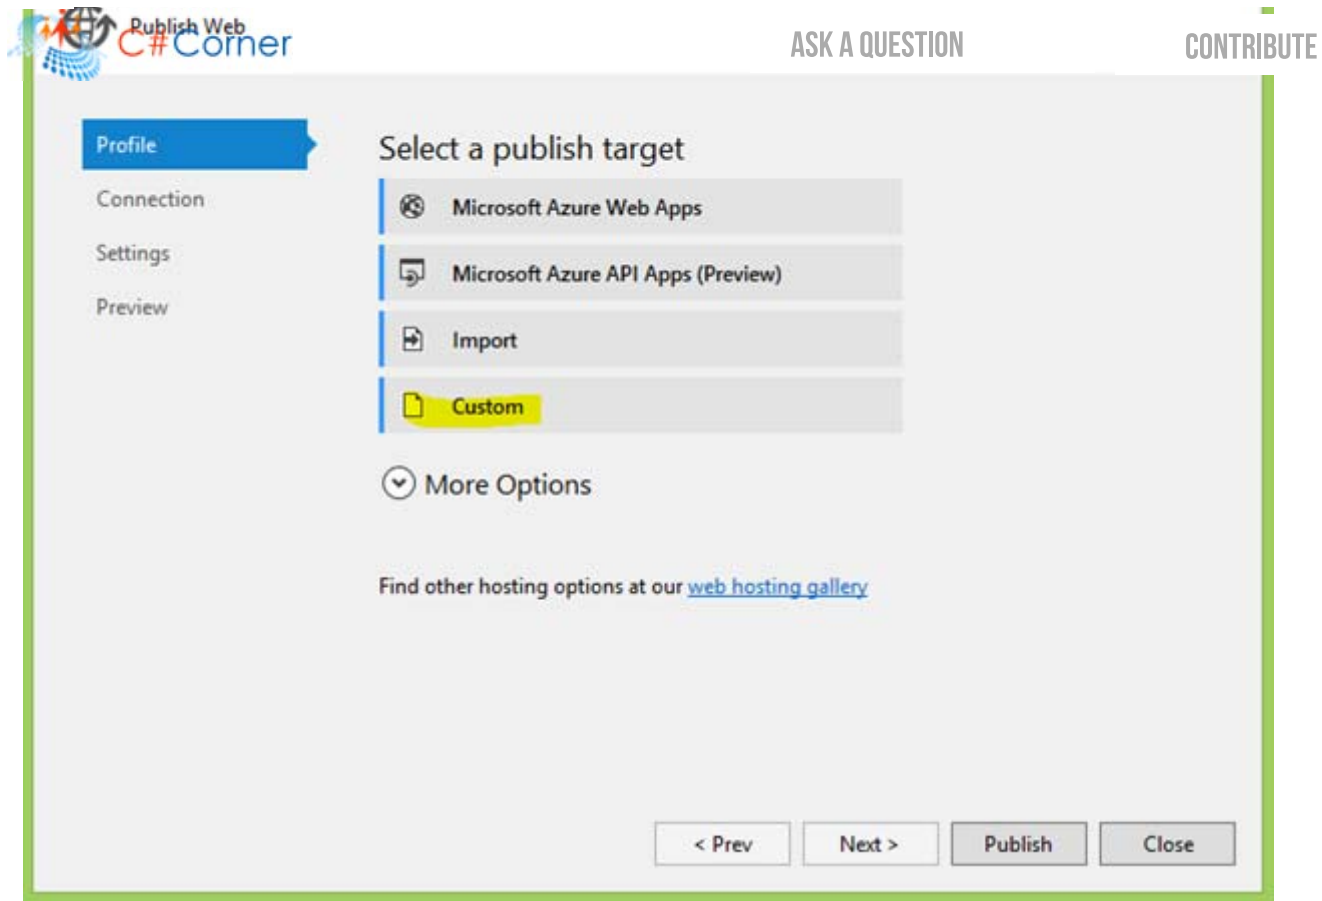 Publish Web
C#Corner
ASK A QUESTION
CONTRIBUTE
Profile
Connection
Settings
Preview
Select a publish target
Microsoft Azure Web Apps
Microsoft Azure API Apps (Preview)
Import
Custom
More Options
Find other hosting options at our web hosting gallery
< Prev
Next >
Publish
Close